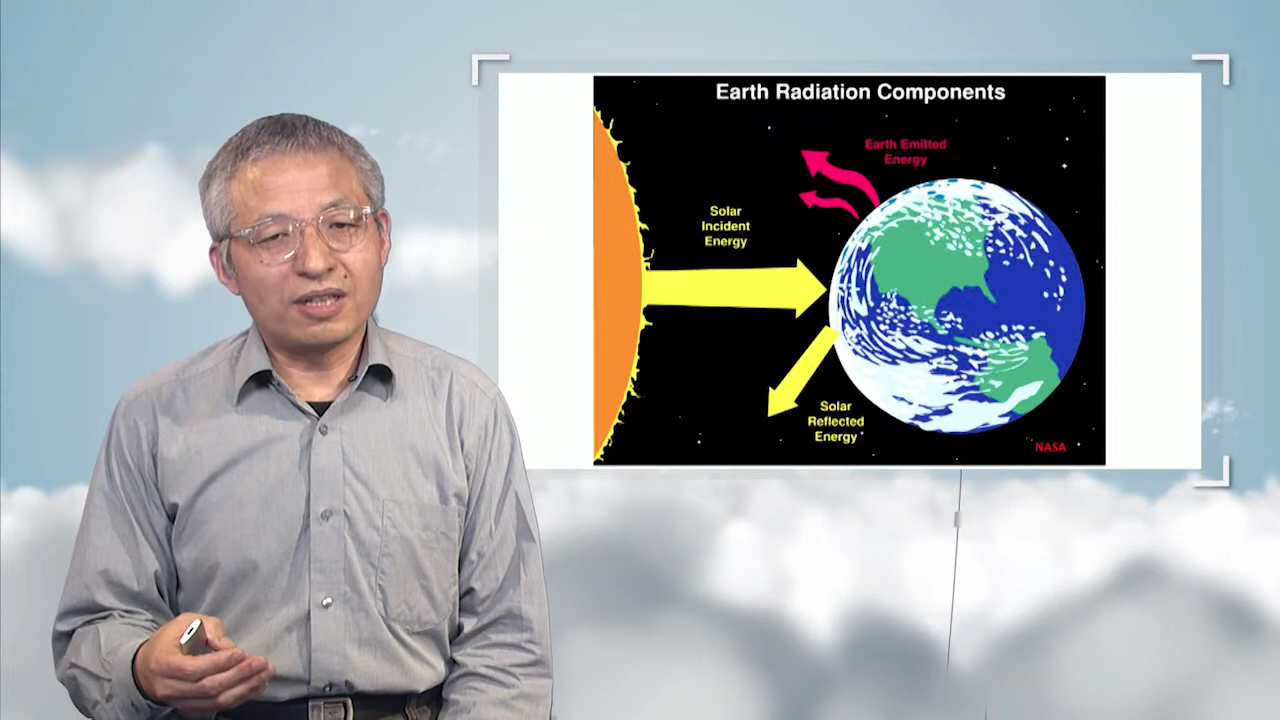 Earth Radiation Components
Earth Emitted
Energy
Solar
Incident
Energy
Solar
Reflected
Energy
NASA